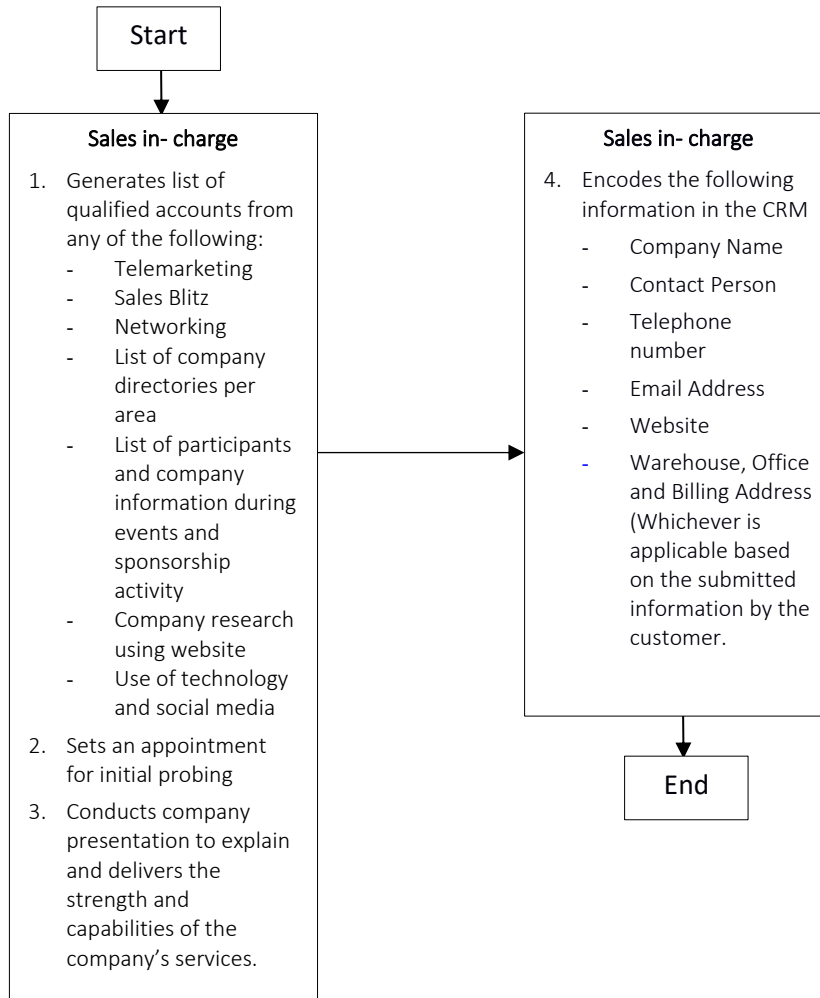 Start
Sales in- charge
1. Generates list of
qualified accounts from
any of the following:
- Telemarketing
- Sales Blitz
- Networking
- List of company
directories per
area
- List of participants
and company
information during
events and
sponsorship
activity
- Company research
using website
- Use of technology
and social media
2. Sets an appointment
for initial probing
3. Conducts company
presentation to explain
and delivers the
strength and
capabilities of the
company’s services.
Sales in- charge
4. Encodes the following
information in the CRM
- Company Name
- Contact Person
- Telephone
number
- Email Address
- Website
- Warehouse, Office
and Billing Address
(Whichever is
applicable based
on the submitted
information by the
customer.
End